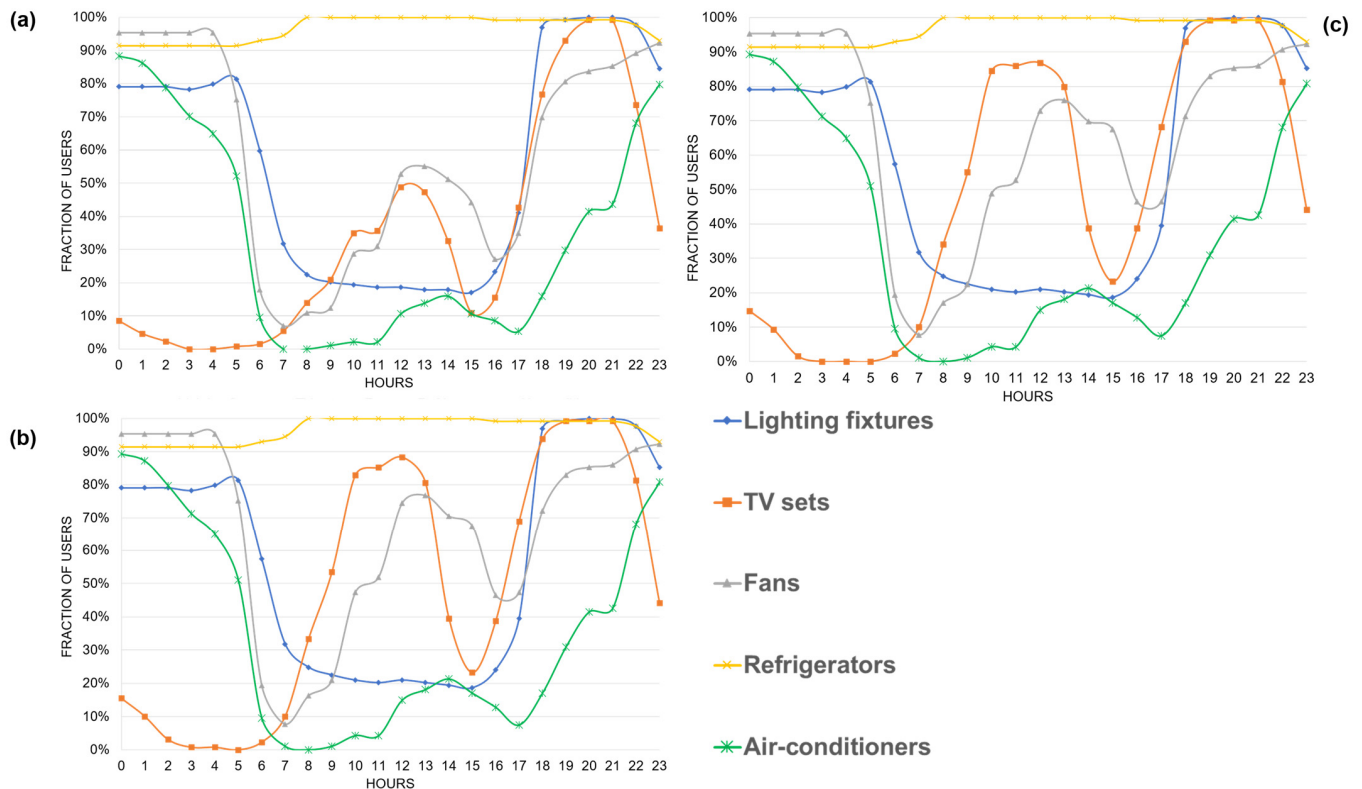 (a)
100%
90%
80%
70%
60%
50%
40%
30%
20%
10%
0%
FRACTION OF USERS
0 1 2 3 4 5 6 7 8 9 10 11 12 13 14 15 16 17 18 19 20 21 22 23
HOURS
(c)
100%
90%
80%
70%
60%
50%
40%
30%
20%
10%
0%
FRACTION OF USERS
0 1 2 3 4 5 6 7 8 9 10 11 12 13 14 15 16 17 18 19 20 21 22 23
HOURS
(b)
100%
90%
80%
70%
60%
50%
40%
30%
20%
10%
0%
FRACTION OF USERS
0 1 2 3 4 5 6 7 8 9 10 11 12 13 14 15 16 17 18 19 20 21 22 23
HOURS
Lighting fixtures
TV sets
Fans
Refrigerators
Air-conditioners